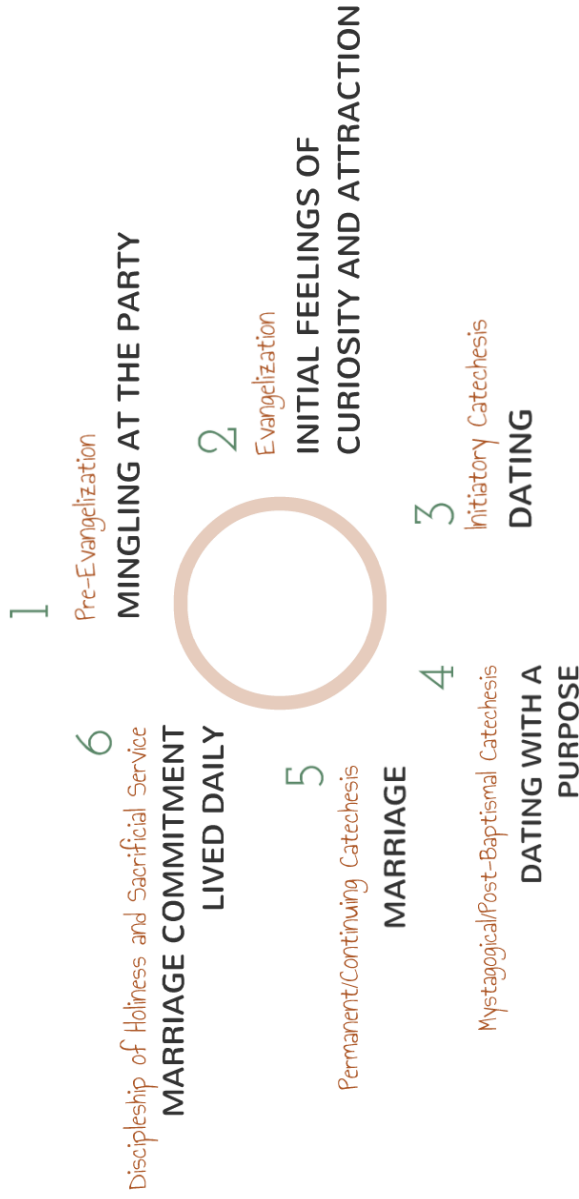 1
Pre-Evangelization
MINGLING AT THE PARTY
2
Evangelization
INITIAL FEELINGS OF
CURIOSITY AND ATTRACTION
3
Initiatory Catechesis
DATING
4
Mystagogical/Post-Baptismal Catechesis
DATING WITH A
PURPOSE
5
Permanent/Continuing Catechesis
MARRIAGE
6
Discipleship of Holiness and Sacrificial Service
MARRIAGE COMMITMENT
LIVED DAILY